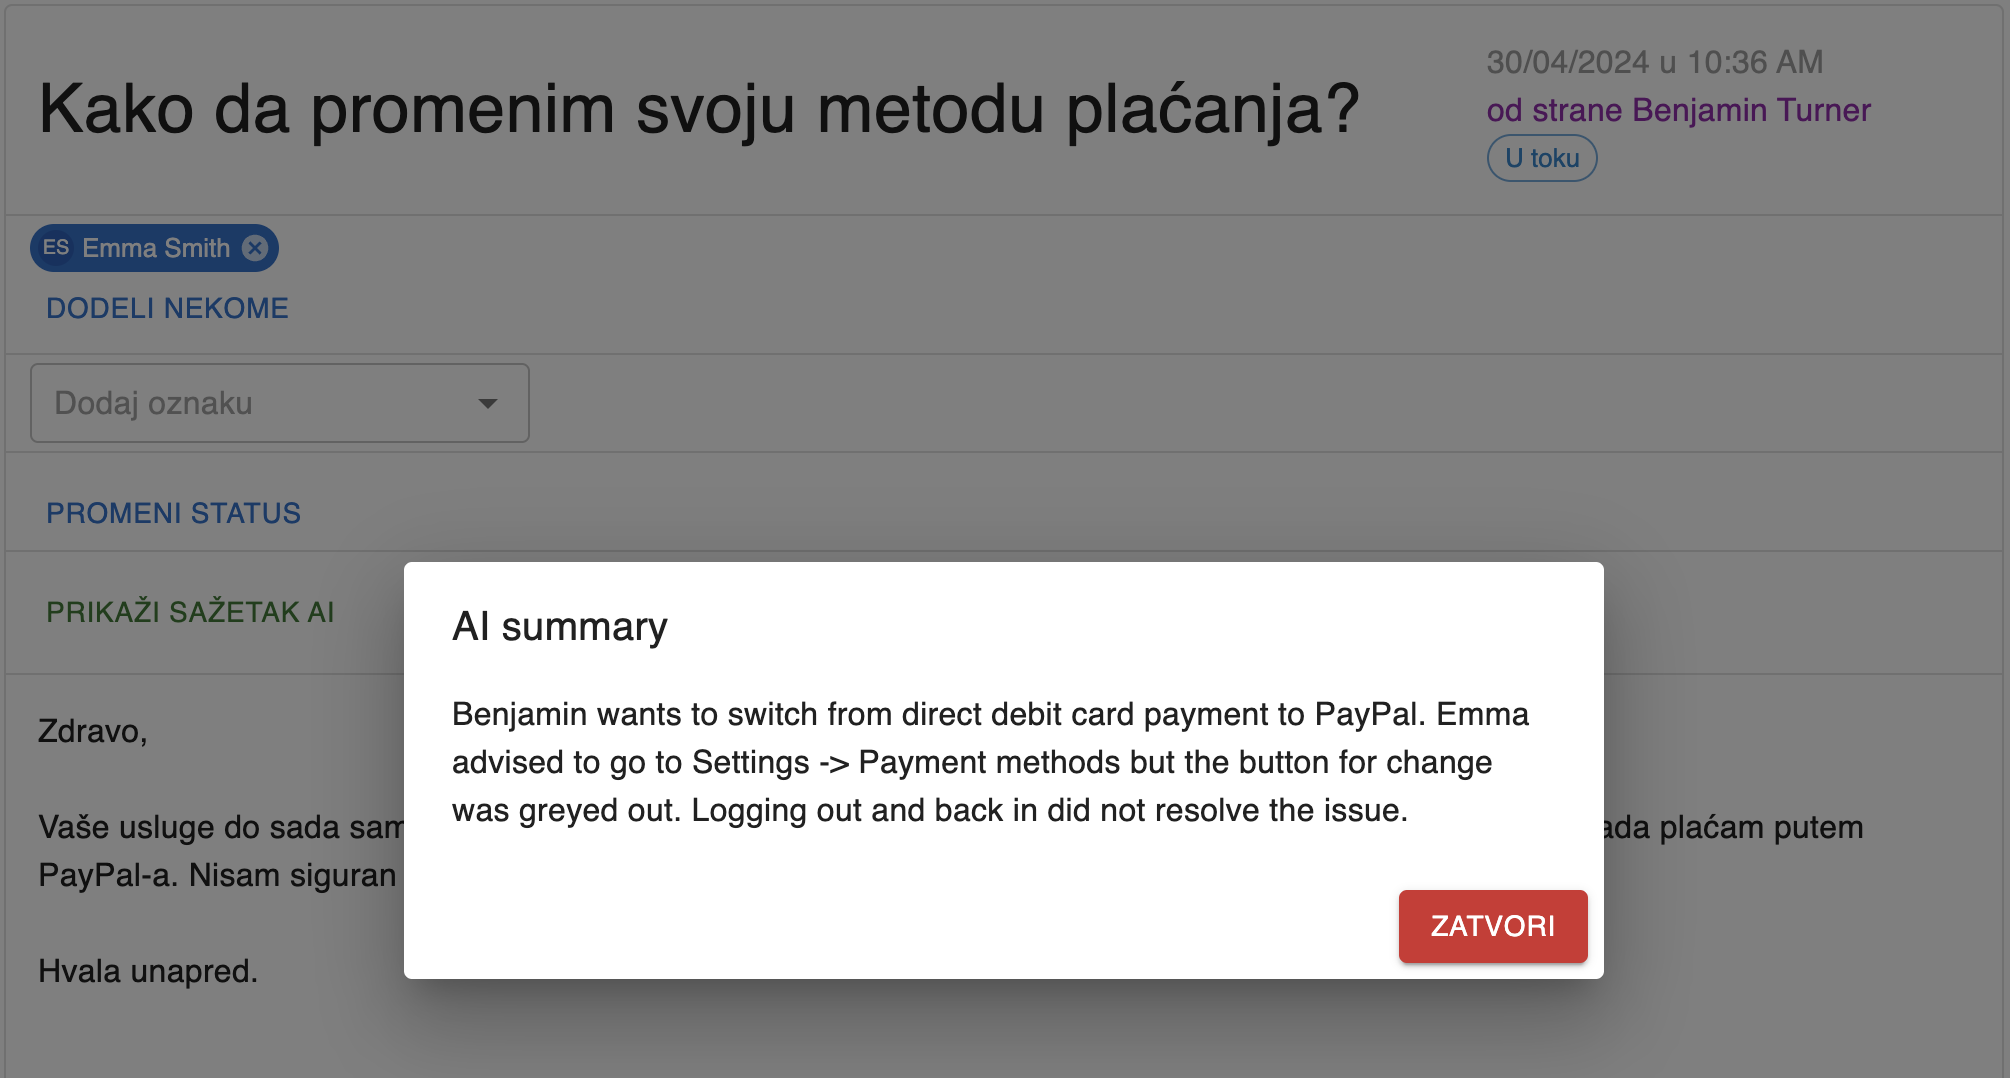 Kako da promenim svoju metodu plaćanja?
30/04/2024 u 10:36 AM
od strane Benjamin Turner
U toku
ES Emma Smith
DODELI NEKOME
Dodaj oznaku
PROMENI STATUS
PRIKAŽI SAŽETAK AI
AI summary
Benjamin wants to switch from direct debit card payment to PayPal. Emma
advised to go to Settings -> Payment methods but the button for change
was greyed out. Logging out and back in did not resolve the issue.
ZATVORI
Zdravo,
Vaše usluge do sada plaćam putem
PayPal-a. Nisam siguran
Hvala unapred.